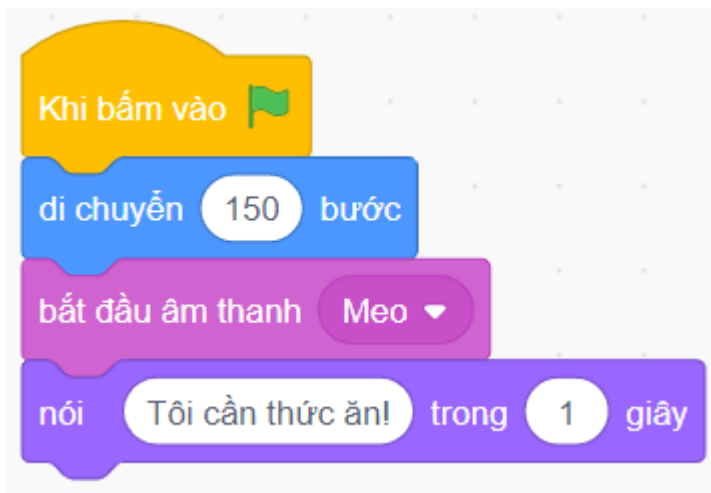 Khi bấm vào
di chuyển 150 bước
bắt đầu âm thanh Meo
nói Tôi cần thức ăn! trong 1 giây